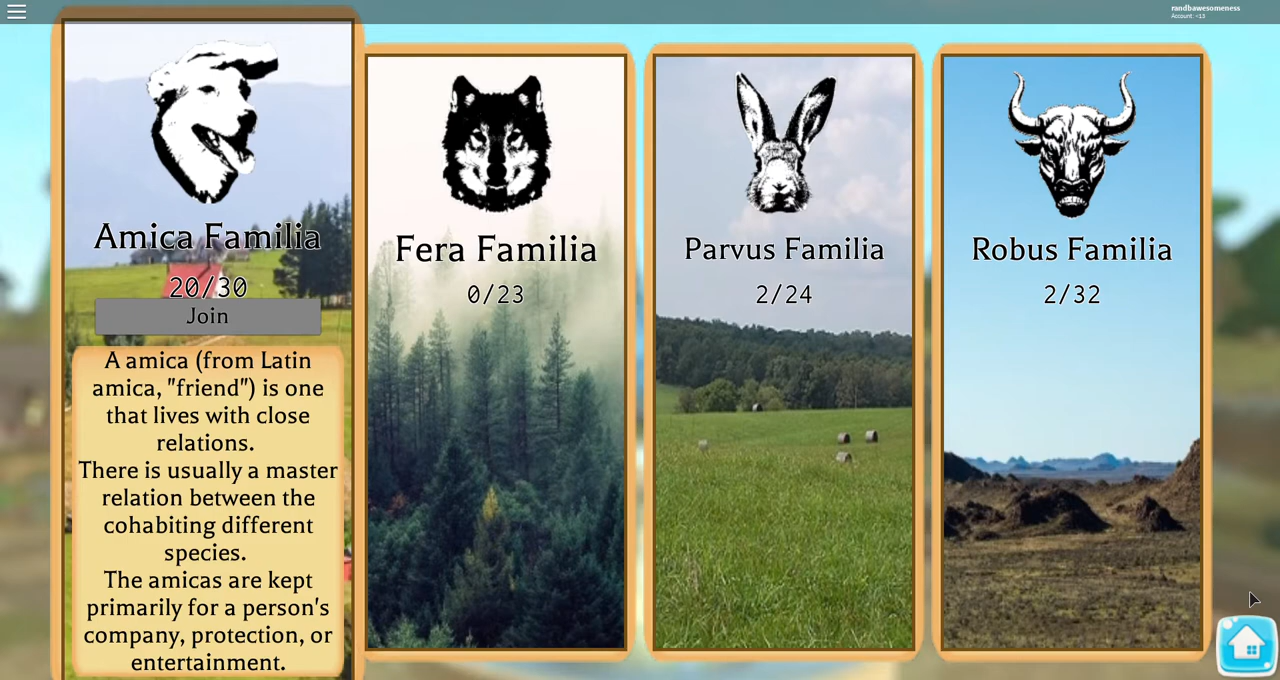 randbawesomeness
Account: <13
Amica Familia
20/30
Join
A amica (from Latin
amica, "friend") is one
that lives with close
relations.
There is usually a master
relation between the
cohabiting different
species.
The amicas are kept
primarily for a person's
company, protection, or
entertainment.
Fera Familia
0/23
Parvus Familia
2/24
Robus Familia
2/32